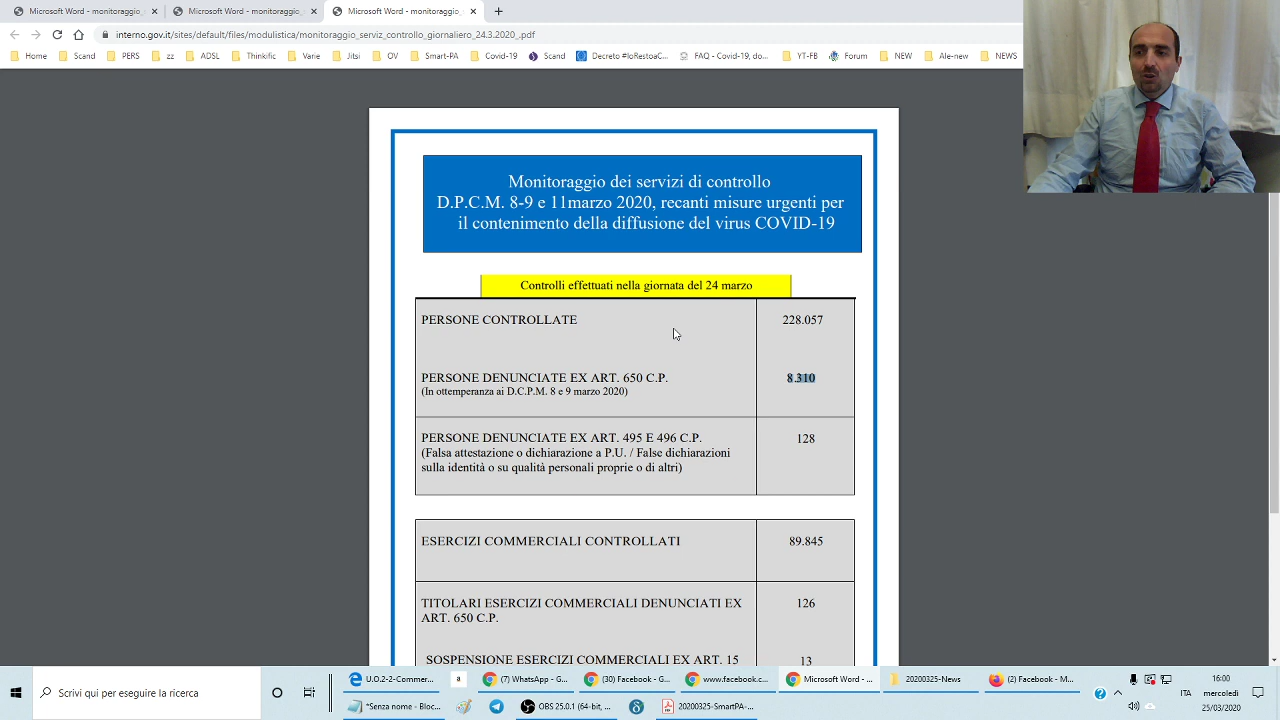 Microsoft Word - monitoraggio_
Microsoft Word - monitoraggio_
Microsoft Word - monitoraggio_
interno.gov.it/sites/default/files/modulistica/monitoraggio_serviz_controllo_giornaliero_24.3.2020_.pdf
Home
Scand
PERS
zz
ADSL
Thinkific
Varie
Jitsi
OV
Smart-PA
Covid-19
Scand
Decreto #IoRestoaC...
FAQ - Covid-19, do...
YT-FB
Forum
NEW
Ale-new
NEWS
Monitoraggio dei servizi di controllo
D.P.C.M. 8-9 e 11marzo 2020, recanti misure urgenti per
il contenimento della diffusione del virus COVID-19
Controlli effettuati nella giornata del 24 marzo
PERSONE CONTROLLATE 228.057
PERSONE DENUNCIATE EX ART. 650 C.P. 8.310
(In ottemperanza ai D.C.P.M. 8 e 9 marzo 2020)
PERSONE DENUNCIATE EX ART. 495 E 496 C.P. 128
(Falsa attestazione o dichiarazione a P.U. / False dichiarazioni
sulla identità o su qualità personali proprie o di altri)
ESERCIZI COMMERCIALI CONTROLLATI 89.845
TITOLARI ESERCIZI COMMERCIALI DENUNCIATI EX 126
ART. 650 C.P.
SOSPENSIONE ESERCIZI COMMERCIALI EX ART. 15 13
Scrivi qui per eseguire la ricerca
U.O.2-2-Commer...
a
(7) WhatsApp - G...
(30) Facebook - G...
www.facebook.c...
Microsoft Word - ...
20200325-News
(2) Facebook - M...
*Senza nome - Bloc...
OBS 25.0.1 (64-bit, ...
20200325-SmartPA-...
ITA
16:00
mercoledì
25/03/2020